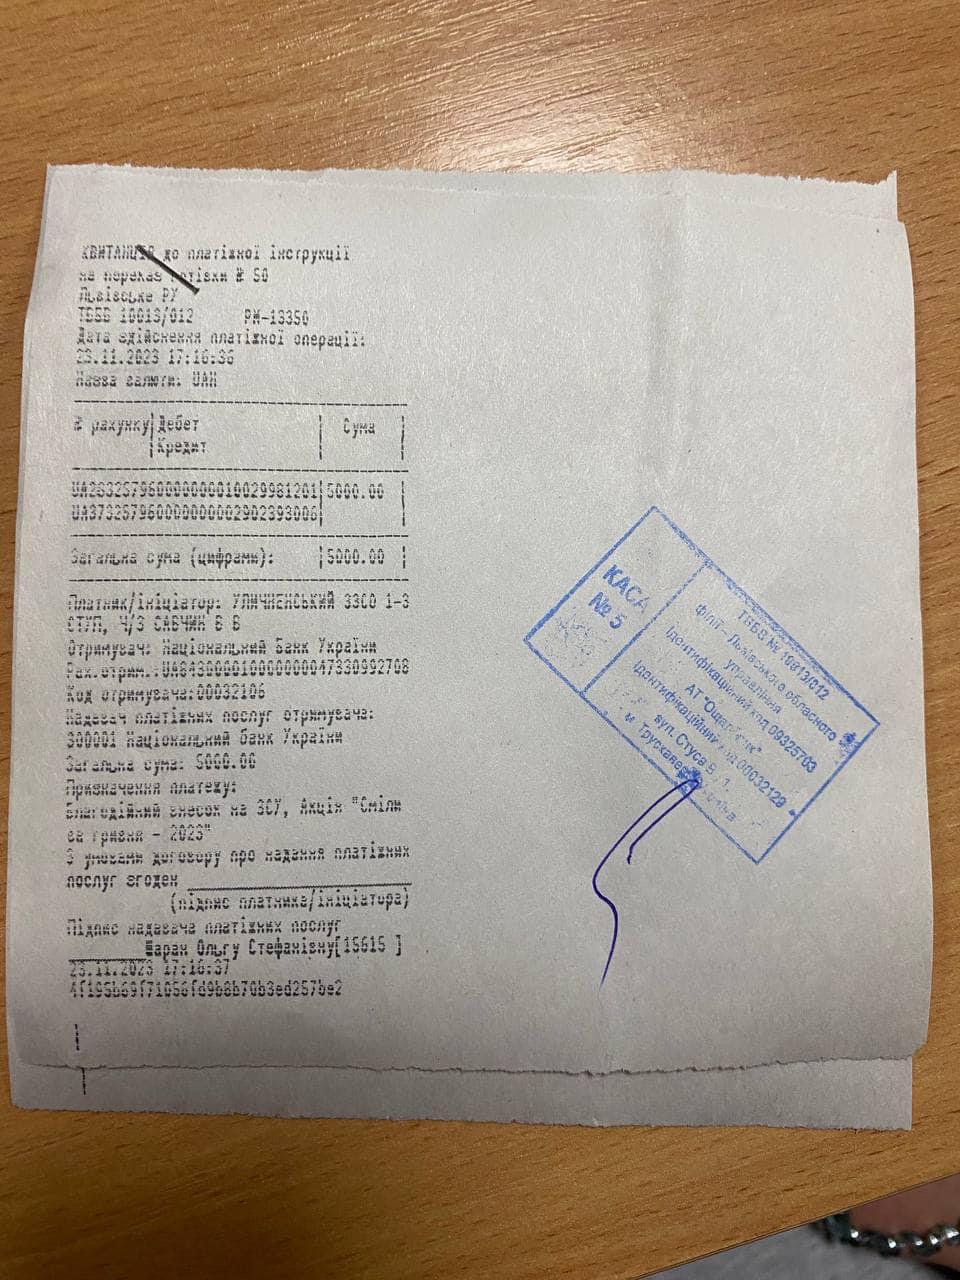 КВИТАНЦІЯ до платіжної інструкції
на переказ готівки № 50
Львівське РУ
ТВБВ 10013/012 РМ-13350
Дата здійснення платіжної операції:
23.11.2023 17:16:36
Назва валюти: UAH
№ рахунку Дебет Сума
Кредит
5000.00
Загальна сума (цифрами): 5000.00
Платник/ініціатор: УЛИЧНЕНСЬКИЙ ЗЗСО 1-3
СТУП, Ч/З САВЧИН В В
Отримувач: Національний Банк України
Рах.отрим.:UA843000010000000047330992708
Код отримувача:00032106
Надавач платіжних послуг отримувача:
300001 Національний банк України
Загальна сума: 5000.00
Призначення платежу:
Благодійний внесок на ЗСУ, Акція "Сміли
ва гривня - 2023"
З умовами договору про надання платіжних
послуг згоден
(підпис платника/ініціатора)
Підпис надавача платіжних послуг
Шаран Ольгу Стефанівну[15615 ]
23.11.2023 17:16:37
КАСА
№ 5
ТВБВ № 10013/012
філії – Львівського обласного
управління
Ідентифікаційний код 09325703
АТ "Ощадбанк"
Ідентифікаційний код 00032129
вул. Стуса В., 1,